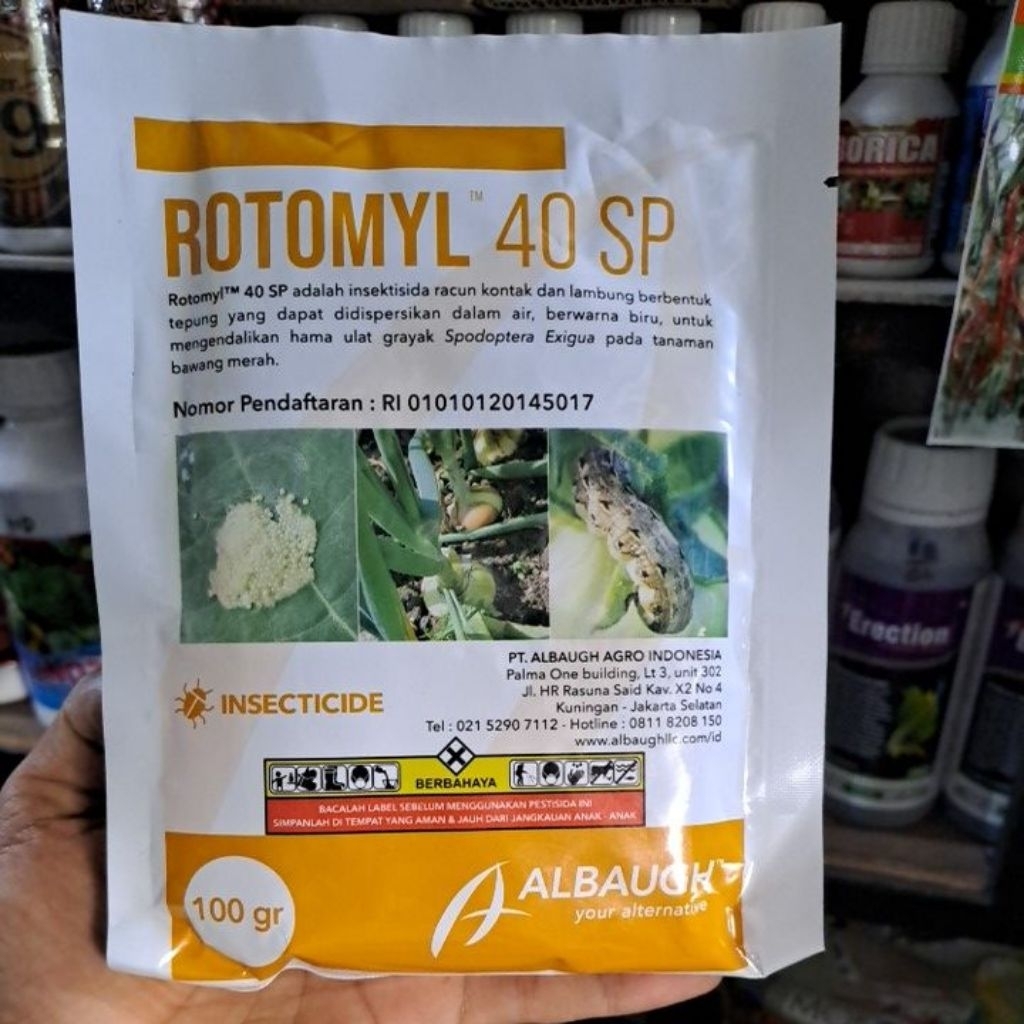 ROTOMYL™ 40 SP
Rotomyl™ 40 SP adalah insektisida racun kontak dan lambung berbentuk
tepung yang dapat didispersikan dalam air, berwarna biru, untuk
mengendalikan hama ulat grayak Spodoptera Exigua pada tanaman
bawang merah.
Nomor Pendaftaran : RI 01010120145017
PT. ALBAUGH AGRO INDONESIA
Palma One building, Lt 3, unit 302
Jl. HR Rasuna Said Kav. X2 No 4
Kuningan - Jakarta Selatan
Tel : 021 5290 7112 - Hotline : 0811 8208 150
www.albaughllc.com/id
INSECTICIDE
BERBAHAYA
BACALAH LABEL SEBELUM MENGGUNAKAN PESTISIDA INI
SIMPANLAH DI TEMPAT YANG AMAN & JAUH DARI JANGKAUAN ANAK - ANAK
100 gr
ALBAUGH™
your alternative
ORICA
Erection